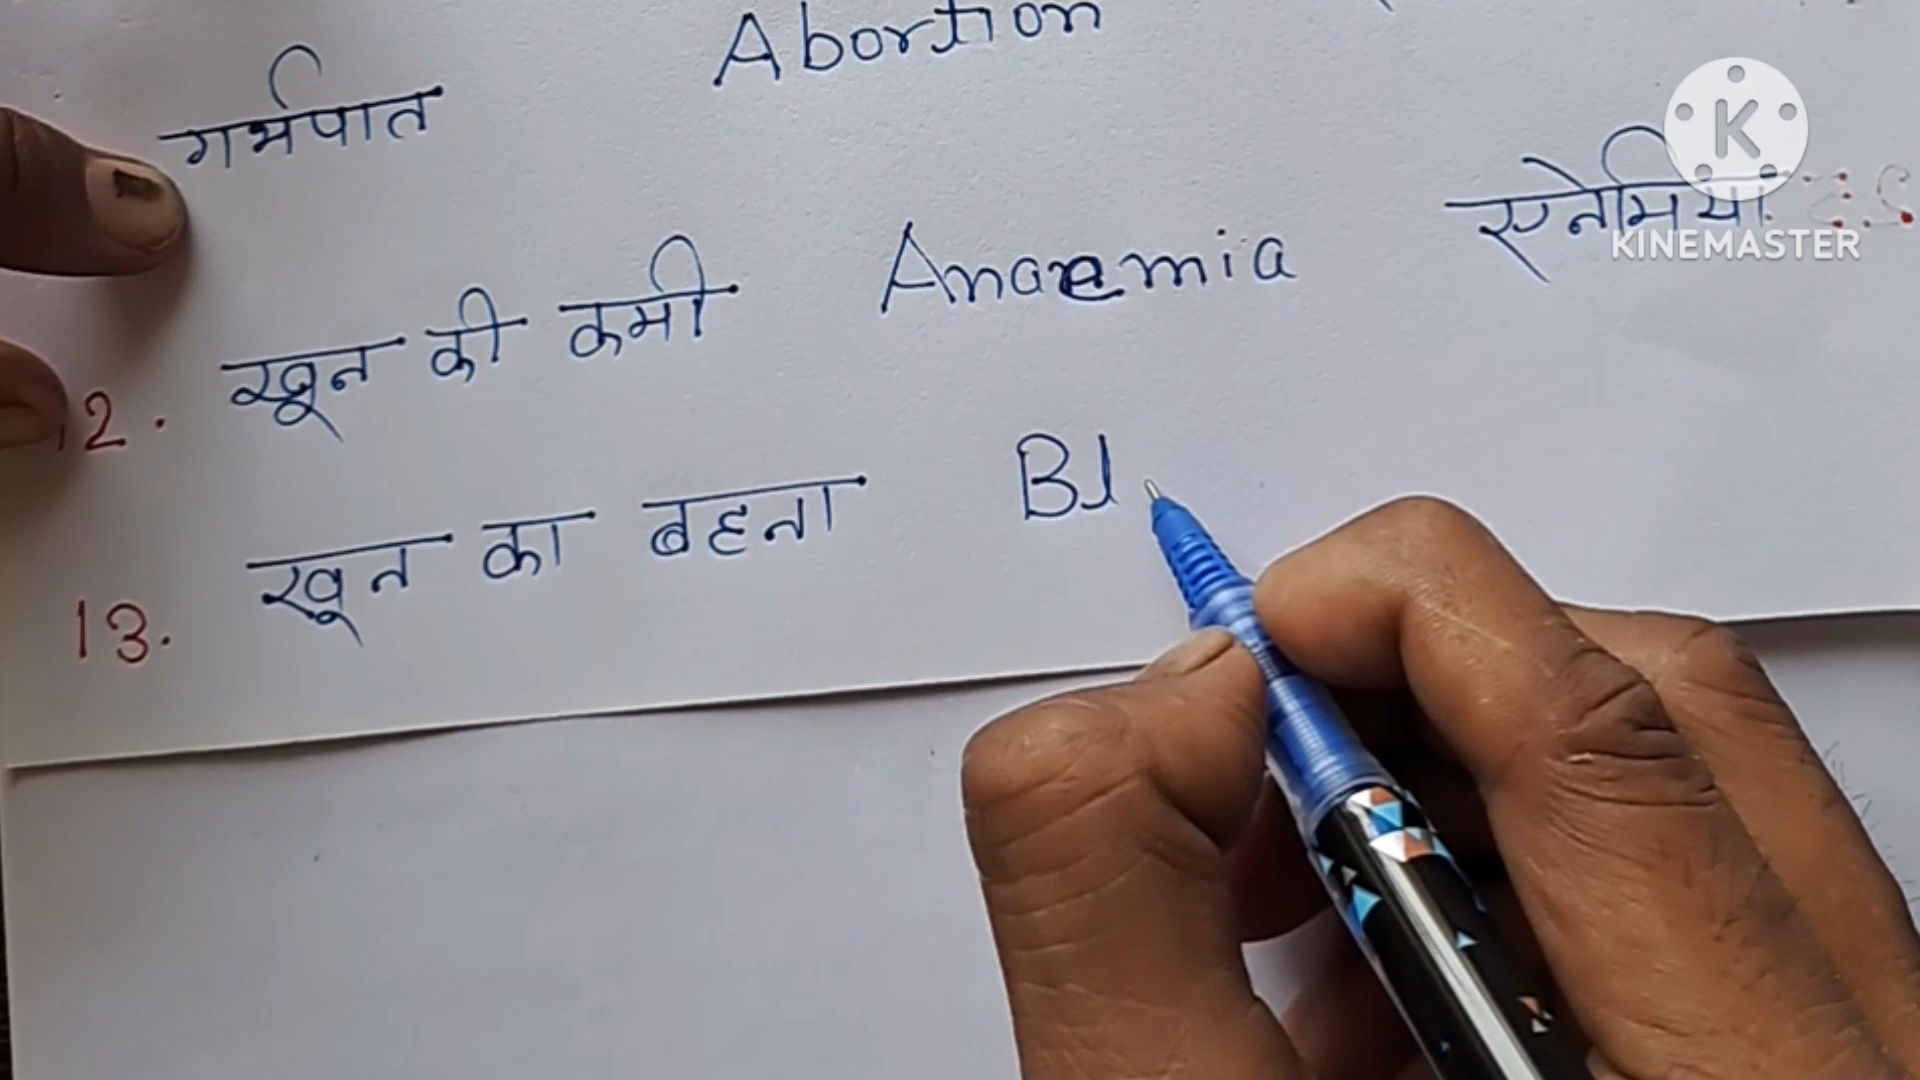 गर्भपात Abortion
12. खून की कमी Anaemia एनेमिया
13. खून का बहना Bl
K
KINEMASTER